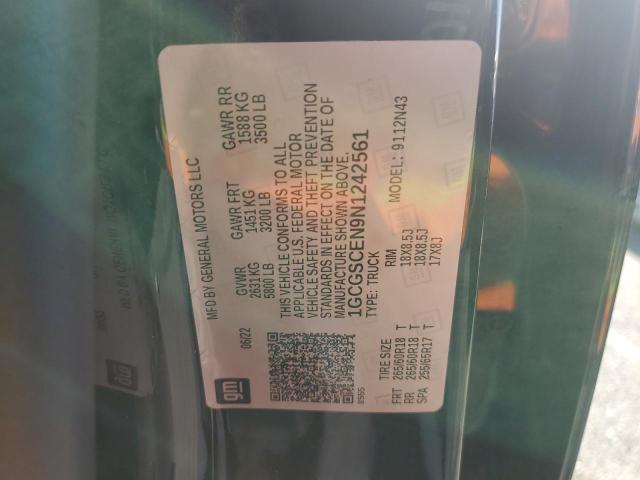 MFD BY GENERAL MOTORS LLC
06/22 GVWR GAWR FRT GAWR RR
2631 KG 1451 KG 1588 KG
5800 LB 3200 LB 3500 LB
THIS VEHICLE CONFORMS TO ALL
APPLICABLE U.S. FEDERAL MOTOR
VEHICLE SAFETY AND THEFT PREVENTION
STANDARDS IN EFFECT ON THE DATE OF
MANUFACTURE SHOWN ABOVE.
1GCGSCEN9N1242561
TYPE: TRUCK MODEL: 9112N43
gm
85555
TIRE SIZE RIM
FRT 265/60R18 T 18X8.5J
RR 265/60R18 T 18X8.5J
SPA 255/65R17 T 17X8J